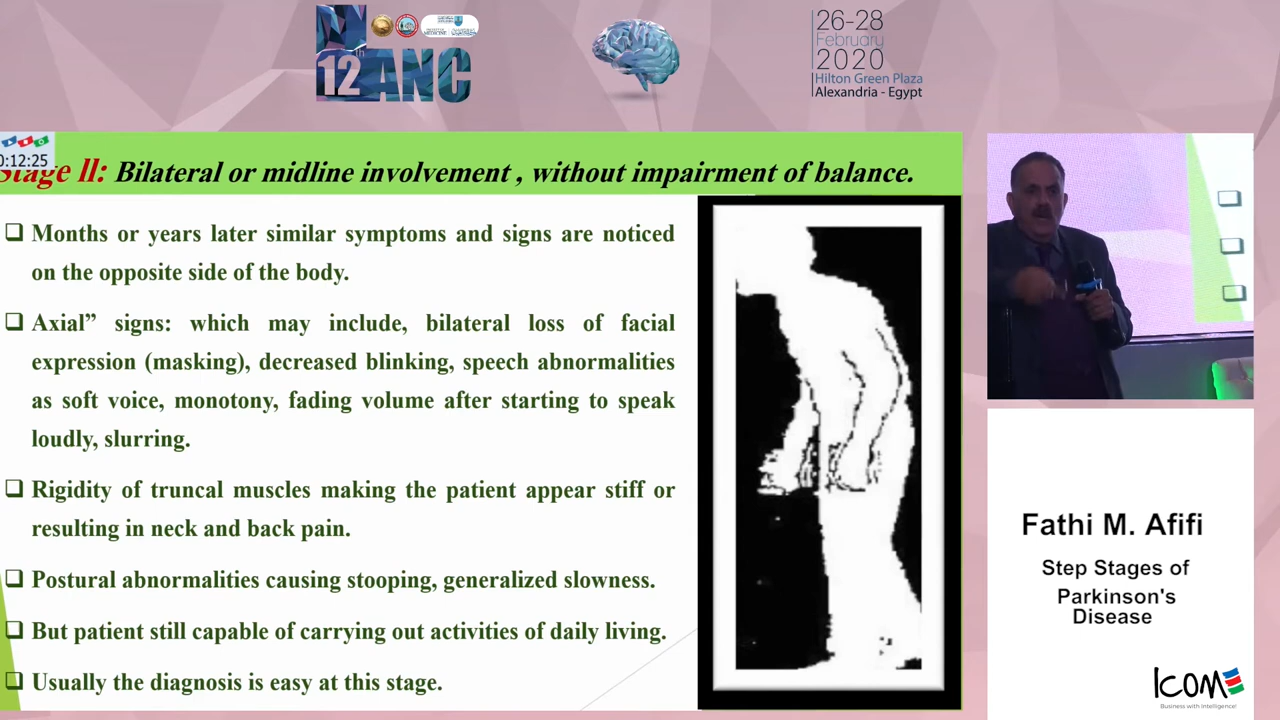 12
th
ANC
26-28
February
2020
Hilton Green Plaza
Alexandria - Egypt
0:12:25
Stage ll: Bilateral or midline involvement , without impairment of balance.
❑ Months or years later similar symptoms and signs are noticed
on the opposite side of the body.
❑ Axial” signs: which may include, bilateral loss of facial
expression (masking), decreased blinking, speech abnormalities
as soft voice, monotony, fading volume after starting to speak
loudly, slurring.
❑ Rigidity of truncal muscles making the patient appear stiff or
resulting in neck and back pain.
❑ Postural abnormalities causing stooping, generalized slowness.
❑ But patient still capable of carrying out activities of daily living.
❑ Usually the diagnosis is easy at this stage.
Fathi M. Afifi
Step Stages of
Parkinson's
Disease
ICOM
Business with Intelligence!